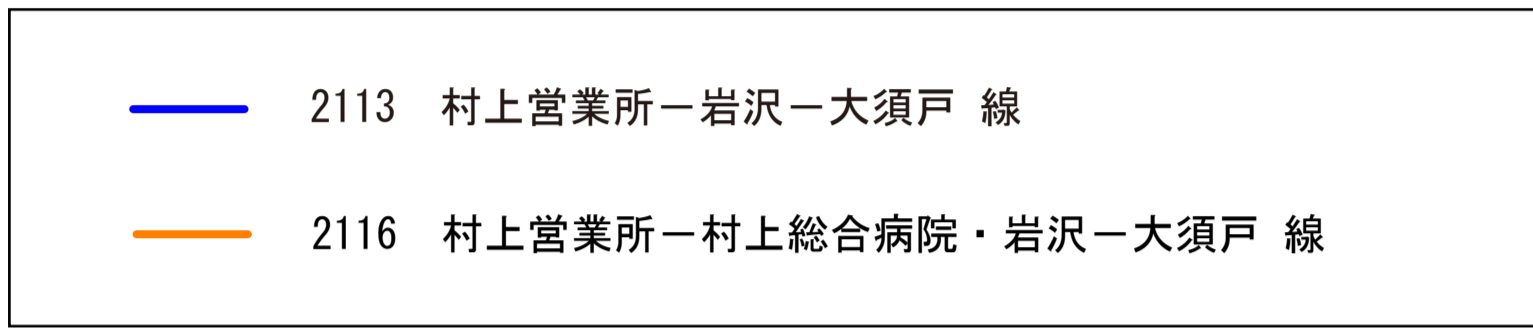 2113　村上営業所－岩沢－大須戸 線
2116　村上営業所－村上総合病院・岩沢－大須戸 線